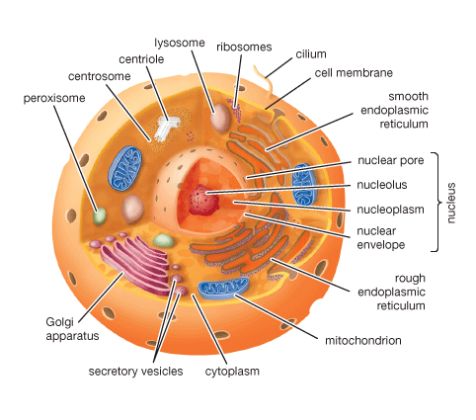 lysosome
ribosomes
centriole
cilium
centrosome
cell membrane
peroxisome
smooth
endoplasmic
reticulum
nuclear pore
nucleolus
nucleoplasm
nuclear
envelope
nucleus
rough
endoplasmic
reticulum
Golgi
apparatus
mitochondrion
secretory vesicles
cytoplasm